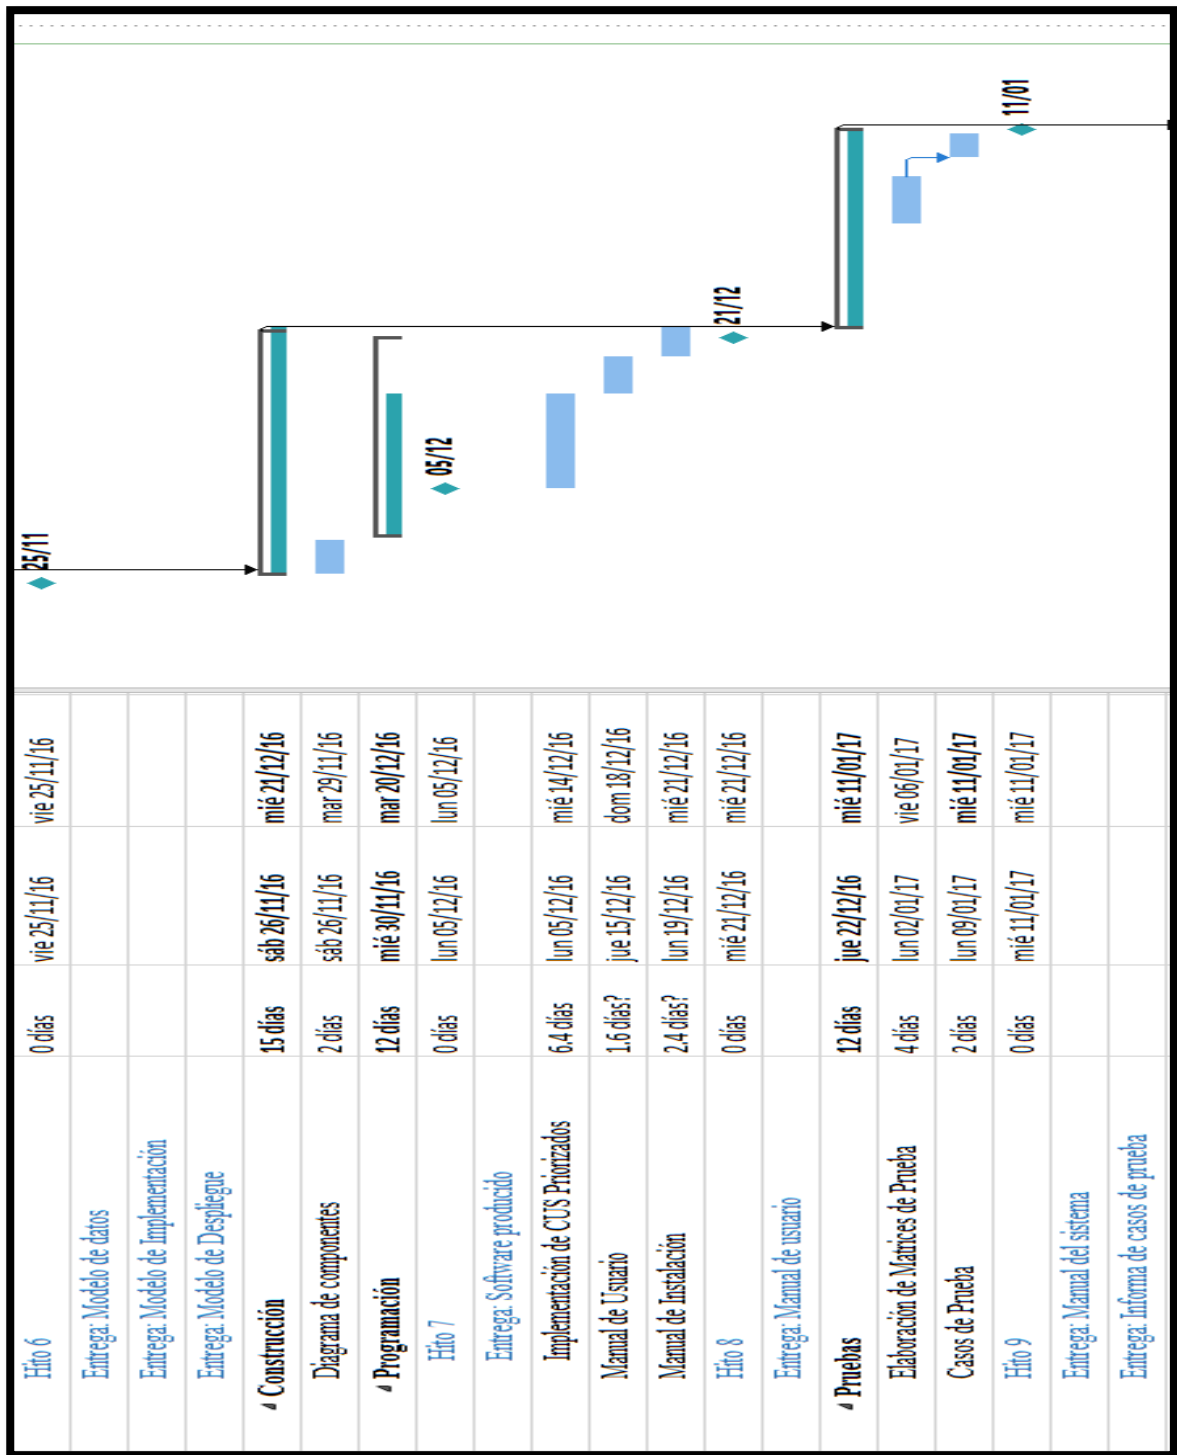 Hito 6 0 días vie 25/11/16 vie 25/11/16 25/11
Entrega: Modelo de datos
Entrega: Modelo de Implementación
Entrega: Modelo de Despliegue
Construcción 15 días sáb 26/11/16 mié 21/12/16
Diagrama de componentes 2 días sáb 26/11/16 mar 29/11/16
Programación 12 días mié 30/11/16 mar 20/12/16
Hito 7 0 días lun 05/12/16 lun 05/12/16 05/12
Entrega: Software producido
Implementación de CUS Priorizados 6.4 días lun 05/12/16 mié 14/12/16
Manual de Usuario 1.6 días? jue 15/12/16 dom 18/12/16
Manual de Instalación 2.4 días? lun 19/12/16 mié 21/12/16
Hito 8 0 días mié 21/12/16 mié 21/12/16 21/12
Entrega: Manual de usuario
Pruebas 12 días jue 22/12/16 mié 11/01/17
Elaboración de Matrices de Prueba 4 días lun 02/01/17 vie 06/01/17
Casos de Prueba 2 días lun 09/01/17 mié 11/01/17
Hito 9 0 días mié 11/01/17 mié 11/01/17 11/01
Entrega: Manual del sistema
Entrega: Informa de casos de prueba